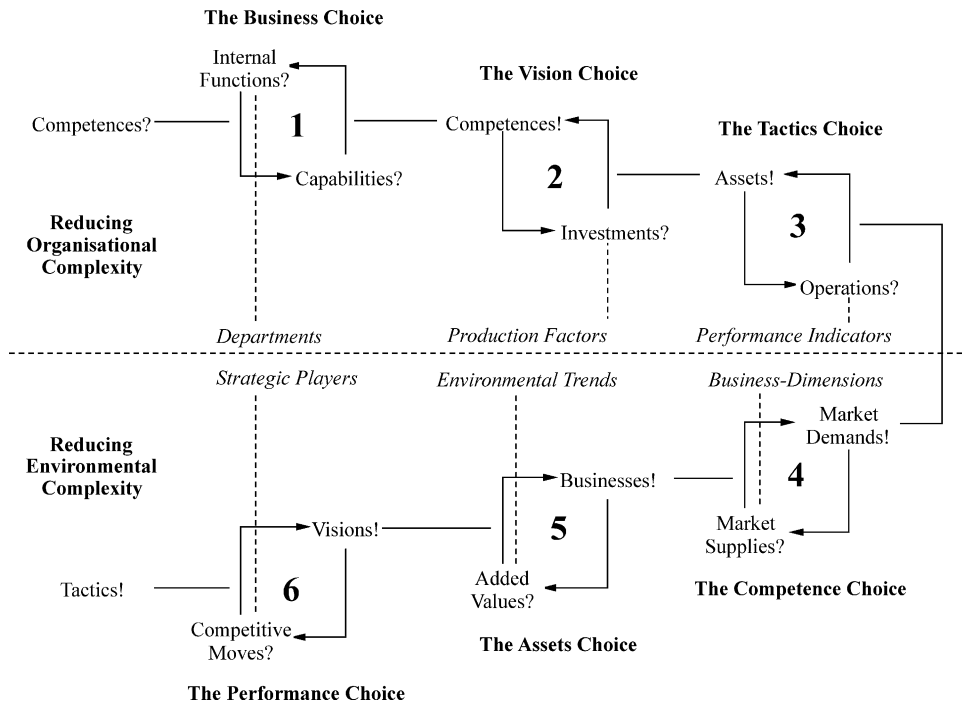 The Business Choice
Internal
Functions?
The Vision Choice
Competences?
1
Competences!
The Tactics Choice
Capabilities?
2
Assets!
Reducing
Organisational
Complexity
Investments?
3
Operations?
Departments
Production Factors
Performance Indicators
Strategic Players
Environmental Trends
Business-Dimensions
Market
Demands!
Reducing
Environmental
Complexity
Businesses!
4
Visions!
5
Market
Supplies?
Tactics!
6
Added
Values?
The Competence Choice
Competitive
Moves?
The Assets Choice
The Performance Choice